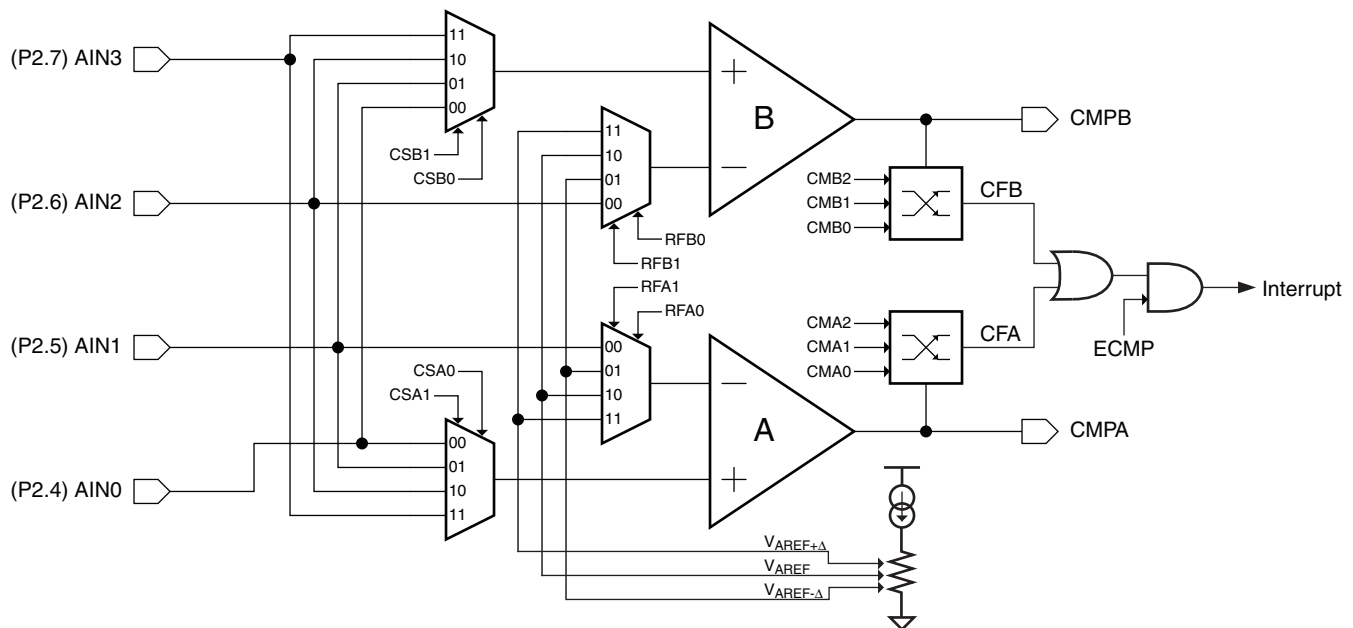 (P2.7) AIN3
11
10
01
00
CSB1
CSB0
+
B
−
CMPB
11
10
01
00
RFB0
RFB1
(P2.6) AIN2
CMB2
CMB1
CMB0
CFB
Interrupt
ECMP
RFA1
RFA0
(P2.5) AIN1
00
01
10
11
CMA2
CMA1
CMA0
CFA
CSA0
CSA1
−
A
+
CMPA
00
01
10
11
(P2.4) AIN0
VAREF+Δ
VAREF
VAREF-Δ